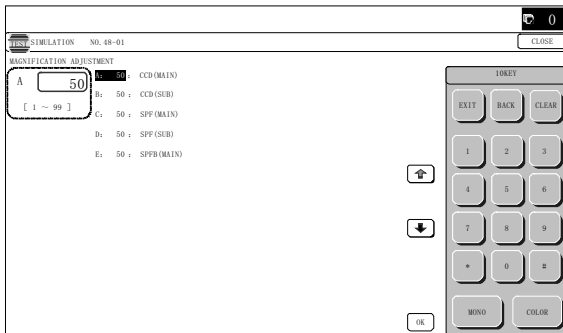 0
TEST SIMULATION NO. 48-01
CLOSE
MAGNIFICATION ADJUSTMENT
A 50
[ 1 ~ 99 ]
A: 50 : CCD(MAIN)
B: 50 : CCD(SUB)
C: 50 : SPF(MAIN)
D: 50 : SPF(SUB)
E: 50 : SPFB(MAIN)
OK
10KEY
EXIT BACK CLEAR
1 2 3
4 5 6
7 8 9
* 0 #
MONO COLOR